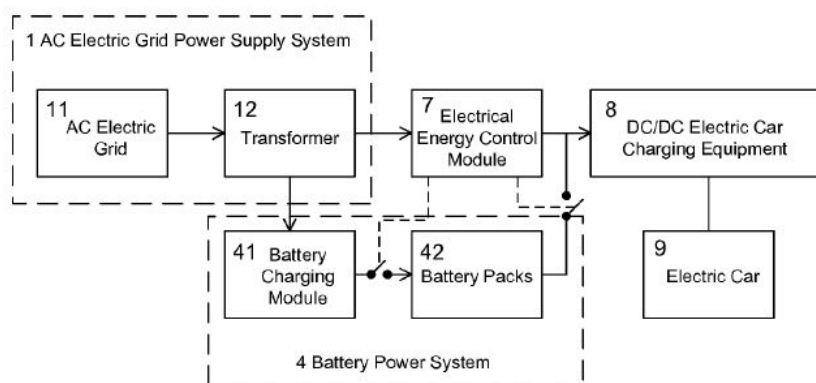 1 AC Electric Grid Power Supply System
11
AC Electric
Grid
12
Transformer
7
Electrical
Energy Control
Module
8
DC/DC Electric Car
Charging Equipment
41
Battery
Charging
Module
42
Battery Packs
9
Electric Car
4 Battery Power System